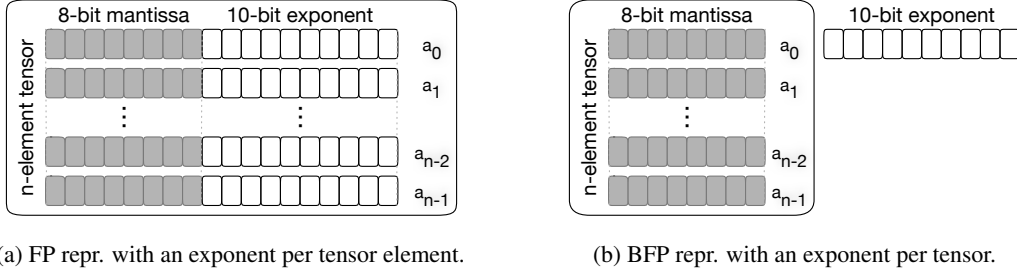 8-bit mantissa 10-bit exponent
n-element tensor
a0
a1
an-2
an-1
(a) FP repr. with an exponent per tensor element.
8-bit mantissa 10-bit exponent
n-element tensor
a0
a1
an-2
an-1
(b) BFP repr. with an exponent per tensor.